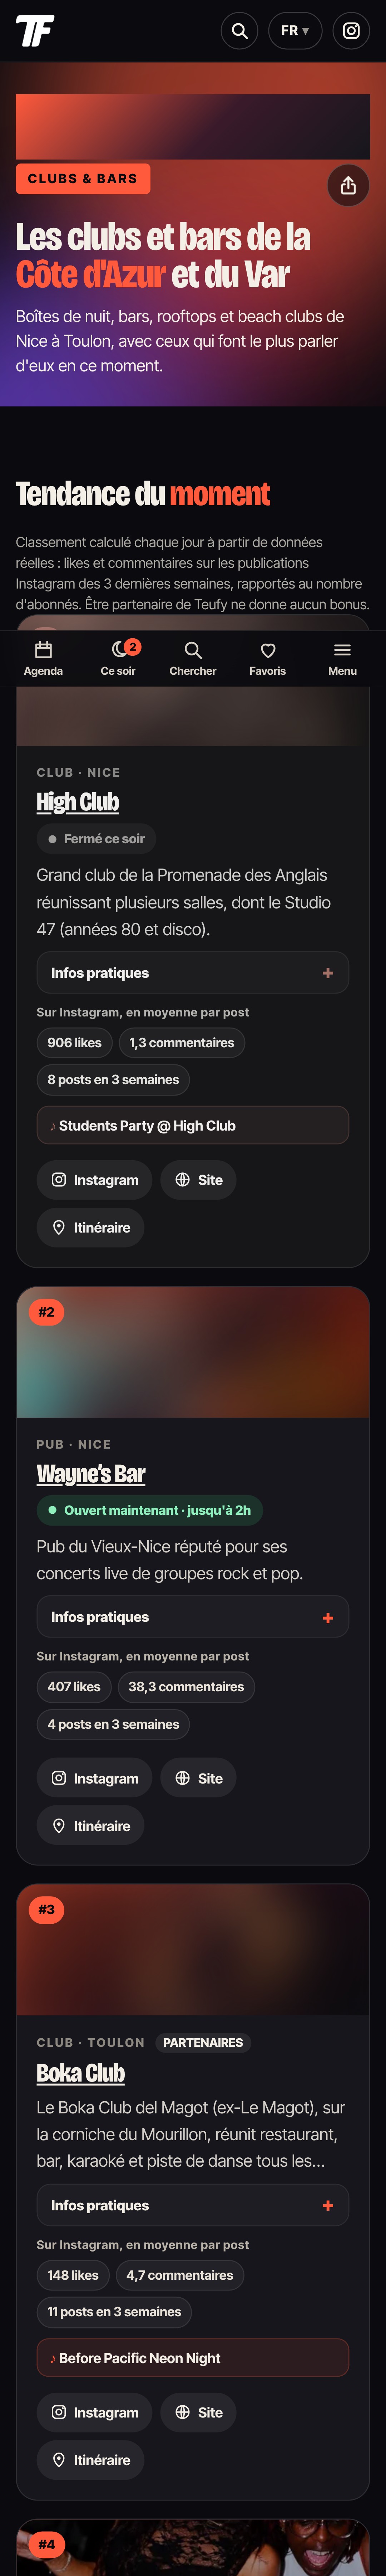 TF
FR ▾
CLUBS & BARS
Les clubs et bars de la
Côte d'Azur et du Var
Boîtes de nuit, bars, rooftops et beach clubs de
Nice à Toulon, avec ceux qui font le plus parler
d'eux en ce moment.
Tendance du moment
Classement calculé chaque jour à partir de données
réelles : likes et commentaires sur les publications
Instagram des 3 dernières semaines, rapportés au nombre
d'abonnés. Être partenaire de Teufy ne donne aucun bonus.
2
Agenda
Ce soir
Chercher
Favoris
Menu
CLUB · NICE
High Club
Fermé ce soir
Grand club de la Promenade des Anglais
réunissant plusieurs salles, dont le Studio
47 (années 80 et disco).
Infos pratiques +
Sur Instagram, en moyenne par post
906 likes
1,3 commentaires
8 posts en 3 semaines
♪ Students Party @ High Club
Instagram
Site
Itinéraire
#2
PUB · NICE
Wayne's Bar
Ouvert maintenant · jusqu'à 2h
Pub du Vieux-Nice réputé pour ses
concerts live de groupes rock et pop.
Infos pratiques +
Sur Instagram, en moyenne par post
407 likes
38,3 commentaires
4 posts en 3 semaines
Instagram
Site
Itinéraire
#3
CLUB · TOULON PARTENAIRES
Boka Club
Le Boka Club del Magot (ex-Le Magot), sur
la corniche du Mourillon, réunit restaurant,
bar, karaoké et piste de danse tous les…
Infos pratiques +
Sur Instagram, en moyenne par post
148 likes
4,7 commentaires
11 posts en 3 semaines
♪ Before Pacific Neon Night
Instagram
Site
Itinéraire
#4